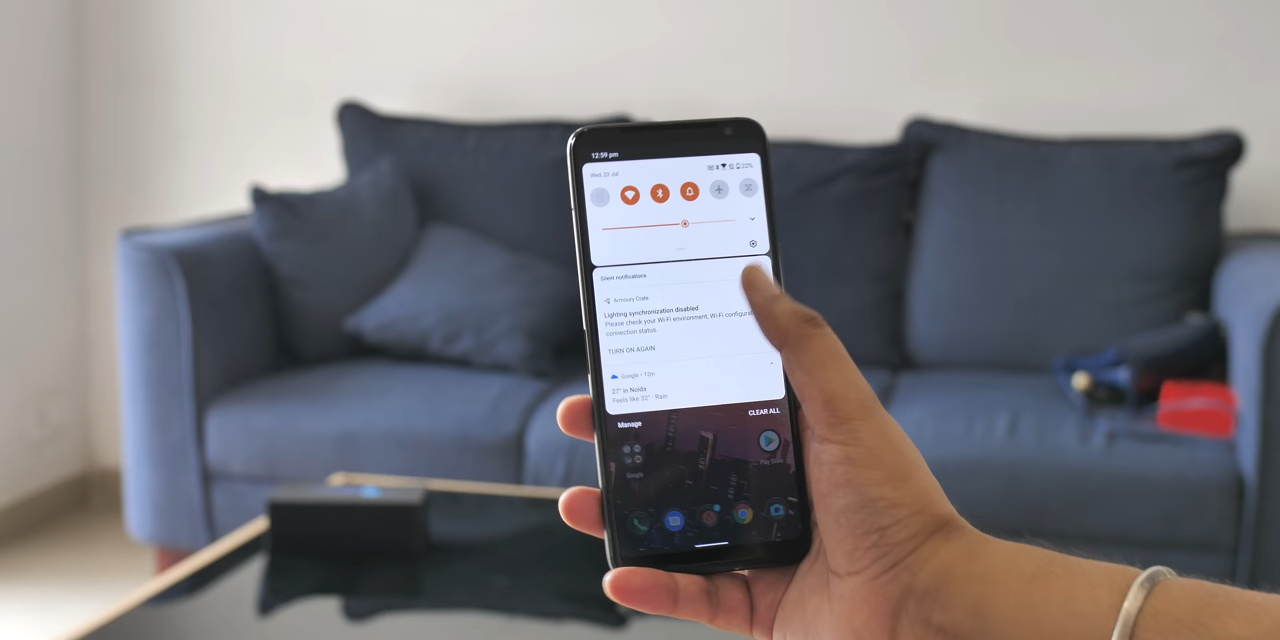 12:59 pm
Wed, 22 Jul
22%
Silent notifications
Armoury Crate
Lighting synchronization disabled
Please check your Wi-Fi environment, Wi-Fi configura
connection status.
TURN ON AGAIN
Google • 12m
27° in Noida
Feels like 32° · Rain
Manage
CLEAR ALL
Play Store
Google